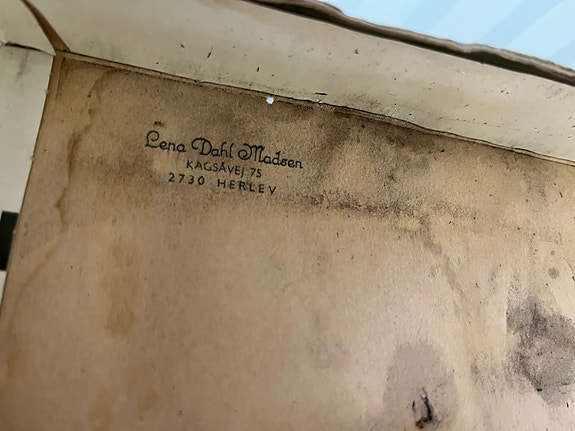 Lena Dahl Madsen
KAGSÅVEJ 75
2730 HERLEV